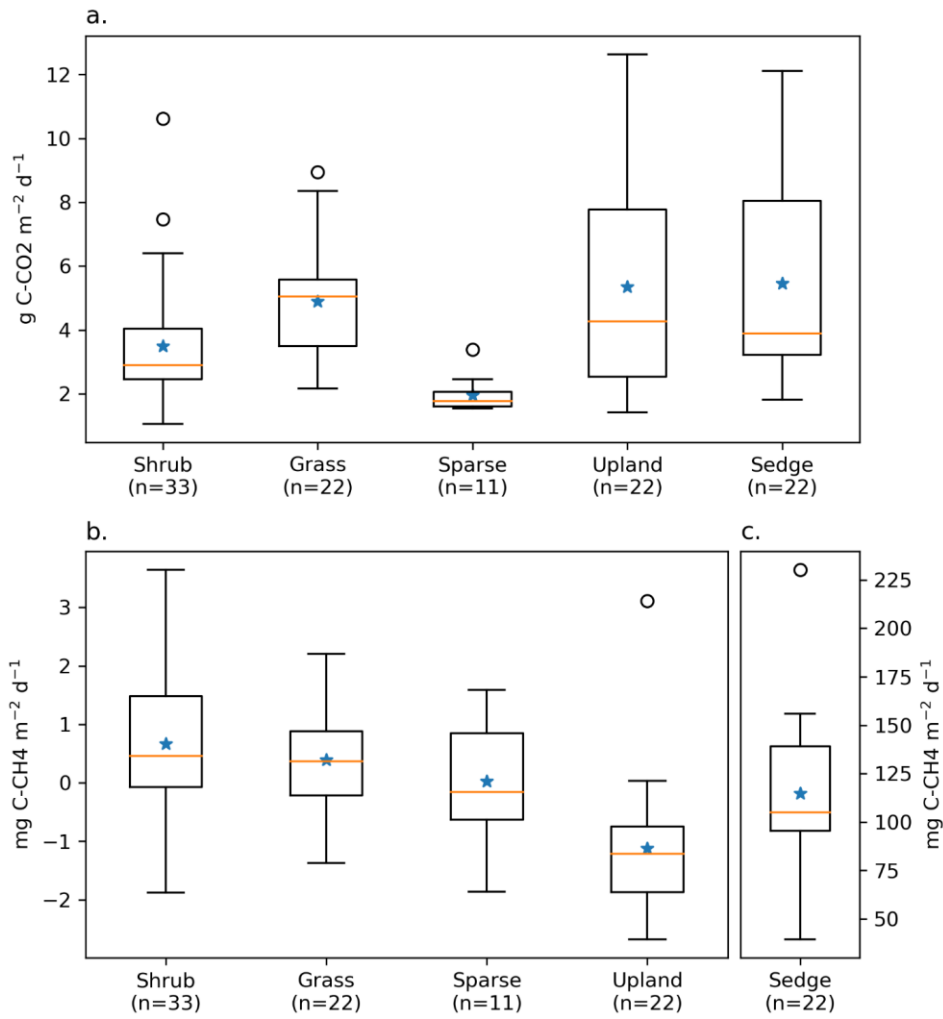 a.
12
10
8
6
4
2
g C-CO2 m⁻² d⁻¹
Shrub
(n=33)
Grass
(n=22)
Sparse
(n=11)
Upland
(n=22)
Sedge
(n=22)
b.
3
2
1
0
−1
−2
mg C-CH4 m⁻² d⁻¹
Shrub
(n=33)
Grass
(n=22)
Sparse
(n=11)
Upland
(n=22)
c.
225
200
175
150
125
100
75
50
mg C-CH4 m⁻² d⁻¹
Sedge
(n=22)